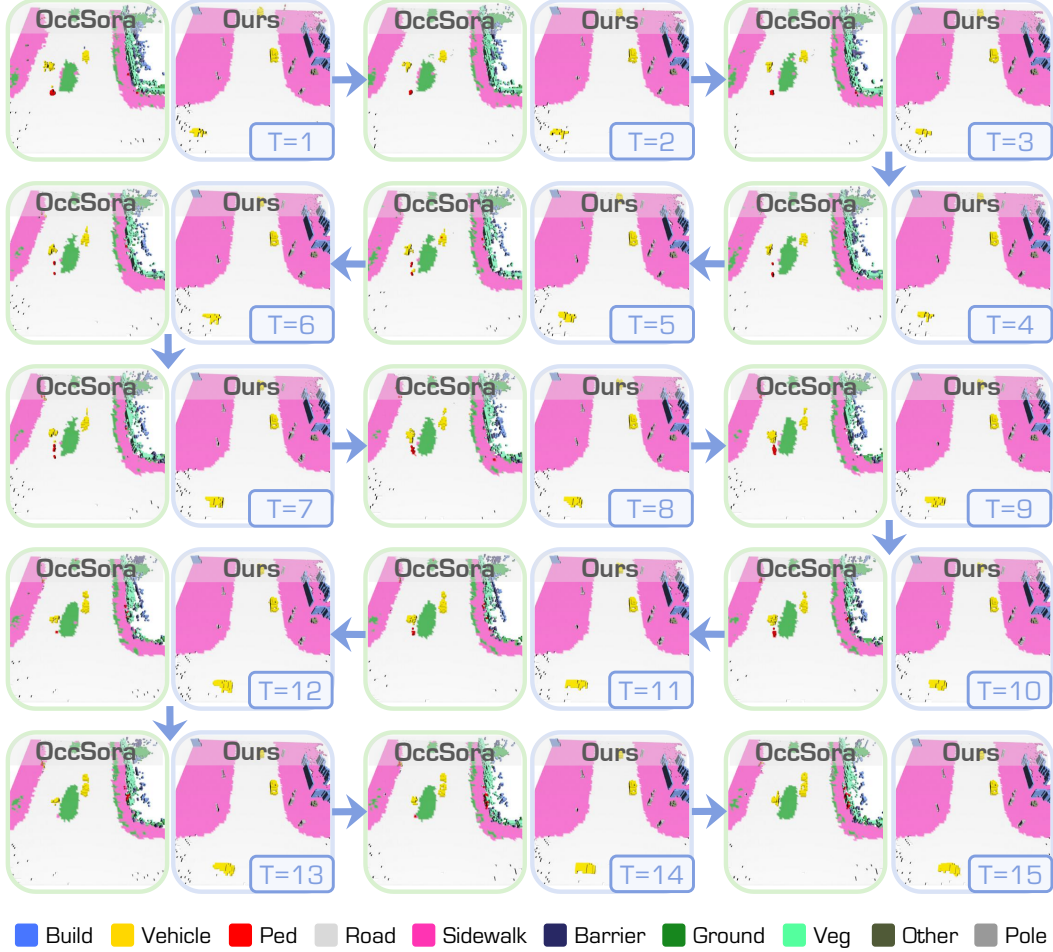 OccSora Ours OccSora Ours OccSora Ours
T=1 T=2 T=3
OccSora Ours OccSora Ours OccSora Ours
T=6 T=5 T=4
OccSora Ours OccSora Ours OccSora Ours
T=7 T=8 T=9
OccSora Ours OccSora Ours OccSora Ours
T=12 T=11 T=10
OccSora Ours OccSora Ours OccSora Ours
T=13 T=14 T=15
Build Vehicle Ped Road Sidewalk Barrier Ground Veg Other Pole